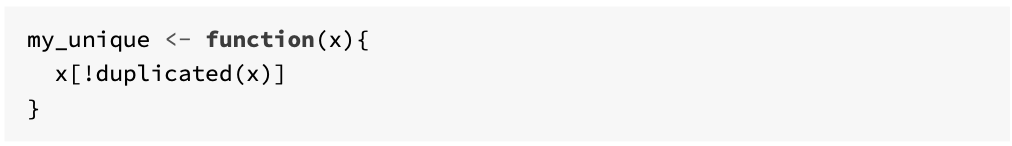 my_unique <- function(x){
  x[!duplicated(x)]
}